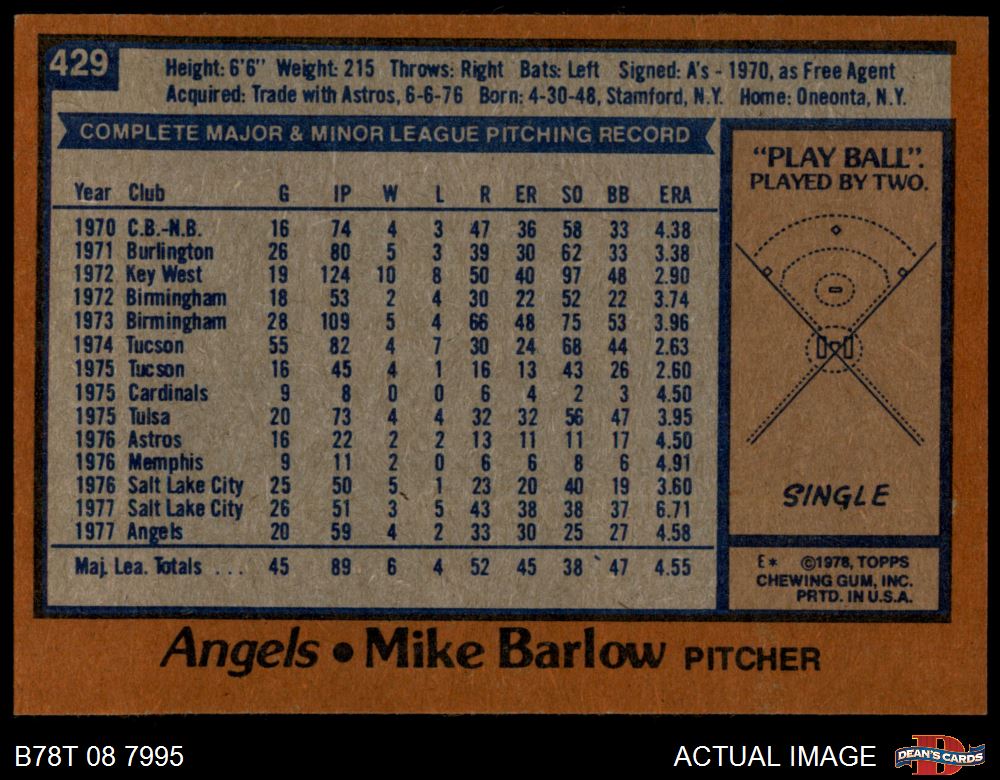 429
Height: 6'6" Weight: 215 Throws: Right Bats: Left Signed: A's - 1970, as Free Agent
Acquired: Trade with Astros, 6-6-76 Born: 4-30-48, Stamford, N.Y. Home: Oneonta, N.Y.
COMPLETE MAJOR & MINOR LEAGUE PITCHING RECORD
Year Club G IP W L R ER SO BB ERA
1970 C.B.-N.B. 16 74 4 3 47 36 58 33 4.38
1971 Burlington 26 80 5 3 39 30 62 33 3.38
1972 Key West 19 124 10 8 50 40 97 48 2.90
1972 Birmingham 18 53 2 4 30 22 52 22 3.74
1973 Birmingham 28 109 5 4 66 48 75 53 3.96
1974 Tucson 55 82 4 7 30 24 68 44 2.63
1975 Tucson 16 45 4 1 16 13 43 26 2.60
1975 Cardinals 9 8 0 0 6 4 2 3 4.50
1975 Tulsa 20 73 4 4 32 32 56 47 3.95
1976 Astros 16 22 2 2 13 11 11 17 4.50
1976 Memphis 9 11 2 0 6 6 8 6 4.91
1976 Salt Lake City 25 50 5 1 23 20 40 19 3.60
1977 Salt Lake City 26 51 3 5 43 38 38 37 6.71
1977 Angels 20 59 4 2 33 30 25 27 4.58
Maj. Lea. Totals ... 45 89 6 4 52 45 38 47 4.55
"PLAY BALL".
PLAYED BY TWO.
SINGLE
E* ©1978, TOPPS
CHEWING GUM, INC.
PRTD. IN U.S.A.
Angels • Mike Barlow PITCHER
B78T 08 7995
ACTUAL IMAGE
DEAN'S CARDS